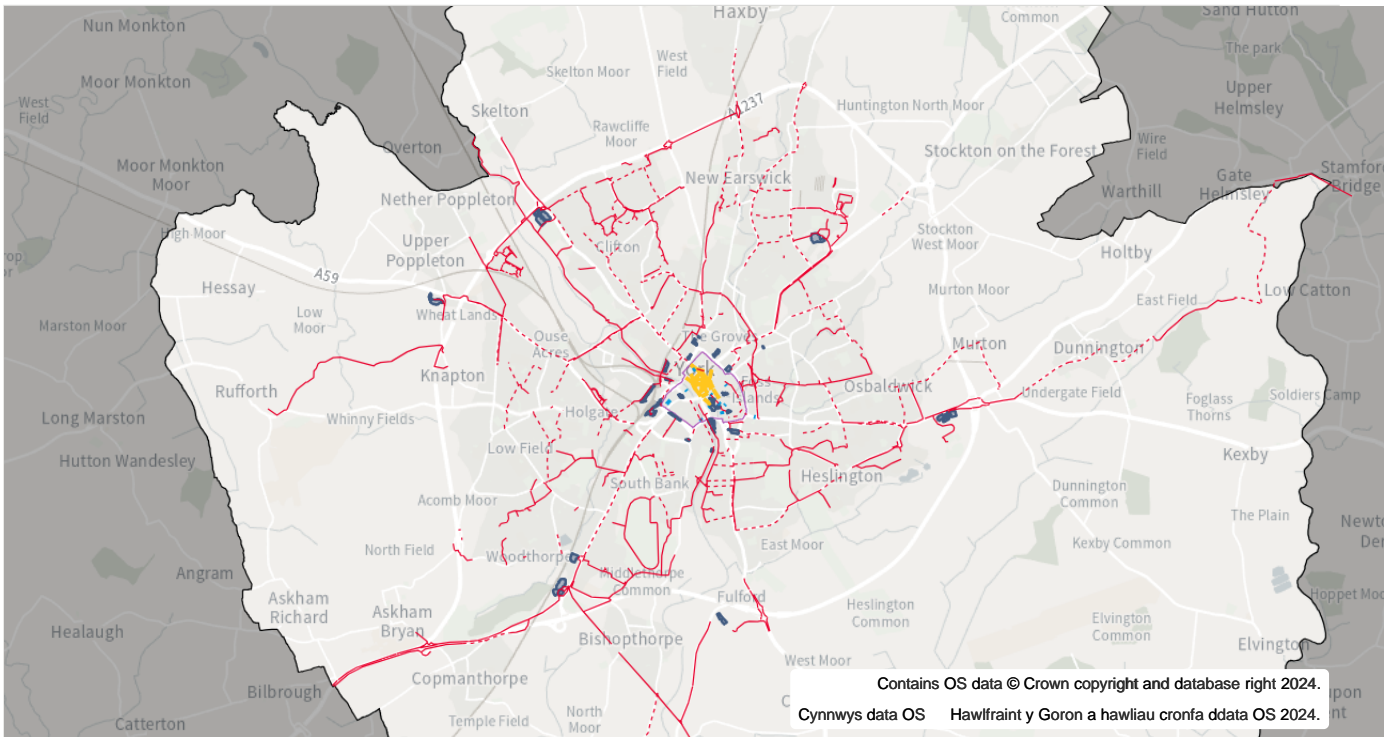 Haxby
Sand Hutton
Nun Monkton
Common
The park
West
Field
Moor Monkton
Skelton Moor
Upper
Helmsley
West
Field
Skelton
A1237
Huntington North Moor
Rawcliffe
Moor
Wire
Field
Overton
Stockton on the Forest
Moor Monkton
Moor
New Earswick
Gate
Helmsley
Stamford
Bridge
Warthill
Nether Poppleton
High Moor
Stockton
West Moor
Upper
Poppleton
Clifton
Holtby
A59
Hessay
Murton Moor
Low Catton
East Field
Low
Moor
Wheat Lands
Marston Moor
Ouse
Acres
The Groves
Murton
Dunnington
Knapton
York
Foss
Islands
Osbaldwick
Rufforth
Undergate Field
Soldiers Camp
Foglass
Thorns
Long Marston
Whinny Fields
Holgate
Low Field
Kexby
Hutton Wandesley
Heslington
South Bank
Dunnington
Common
Acomb Moor
The Plain
North Field
Woodthorpe
East Moor
Kexby Common
Angram
Middlethorpe
Common
Fulford
Askham
Richard
Askham
Bryan
Heslington
Common
Elvington
Common
Healaugh
Bishopthorpe
Elvington
West Moor
Copmanthorpe
Bilbrough
Temple Field
North
Moor
Catterton
Contains OS data © Crown copyright and database right 2024.
Cynnwys data OS Hawlfraint y Goron a hawliau cronfa ddata OS 2024.